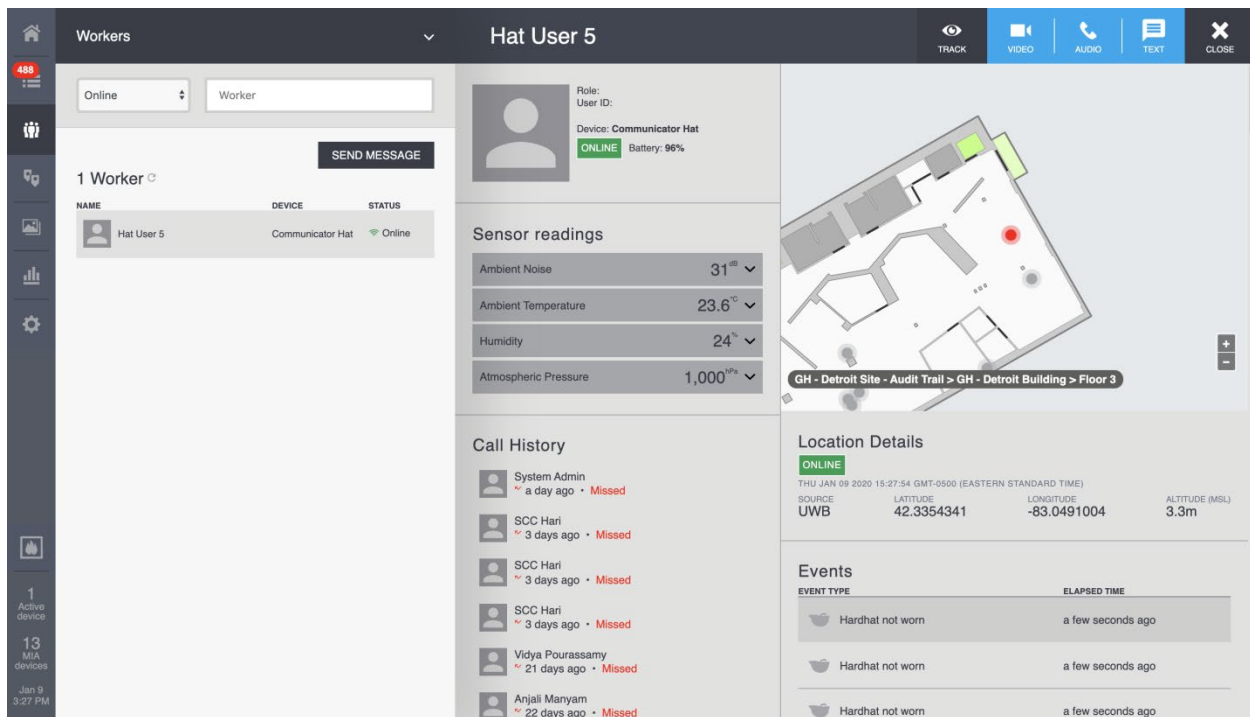 488
1
Active
device
13
MIA
devices
Jan 9
3:27 PM
Workers
Online
Worker
SEND MESSAGE
1 Worker
NAME DEVICE STATUS
Hat User 5 Communicator Hat Online
Hat User 5
TRACK VIDEO AUDIO TEXT CLOSE
Role:
User ID:
Device: Communicator Hat
ONLINE Battery: 96%
Sensor readings
Ambient Noise 31 dB
Ambient Temperature 23.6 °C
Humidity 24 %
Atmospheric Pressure 1,000 hPa
Call History
System Admin
a day ago • Missed
SCC Hari
3 days ago • Missed
SCC Hari
3 days ago • Missed
SCC Hari
3 days ago • Missed
Vidya Pourassamy
21 days ago • Missed
Anjali Manyam
22 days ago • Missed
+
-
GH - Detroit Site - Audit Trail > GH - Detroit Building > Floor 3
Location Details
ONLINE
THU JAN 09 2020 15:27:54 GMT-0500 (EASTERN STANDARD TIME)
SOURCE LATITUDE LONGITUDE ALTITUDE (MSL)
UWB 42.3354341 -83.0491004 3.3m
Events
EVENT TYPE ELAPSED TIME
Hardhat not worn a few seconds ago
Hardhat not worn a few seconds ago
Hardhat not worn a few seconds ago